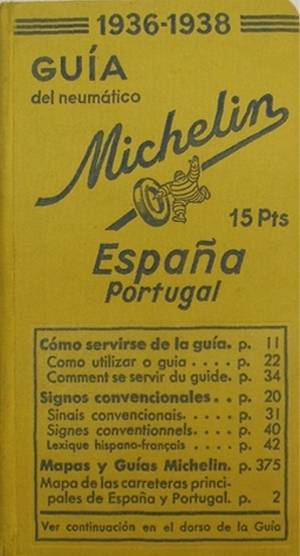 1936-1938
GUÍA
del neumático
Michelin
15 Pts
España
Portugal
Cómo servirse de la guía. p. 11
Como utilizar o guia . . . . p. 22
Comment se servir du guide. p. 34
Signos convencionales. . p. 20
Sinais convencionais. . . . . p. 31
Signes conventionnels. . . p. 40
Lexique hispano-français . . p. 42
Mapas y Guías Michelin. p. 375
Mapa de las carreteras princi-
pales de España y Portugal. p. 2
Ver continuación en el dorso de la Guía